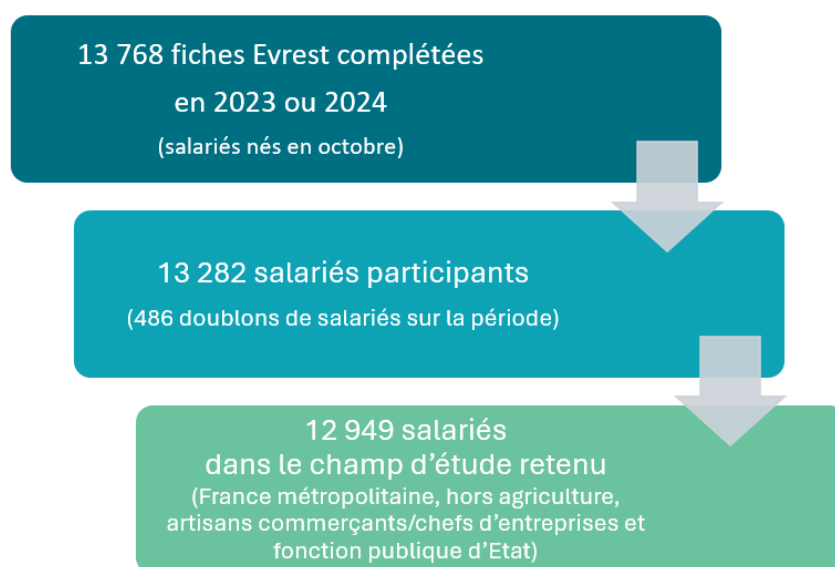 13 768 fiches Evrest complétées
en 2023 ou 2024
(salariés nés en octobre)
13 282 salariés participants
(486 doublons de salariés sur la période)
12 949 salariés
dans le champ d’étude retenu
(France métropolitaine, hors agriculture,
artisans commerçants/chefs d’entreprises et
fonction publique d’Etat)